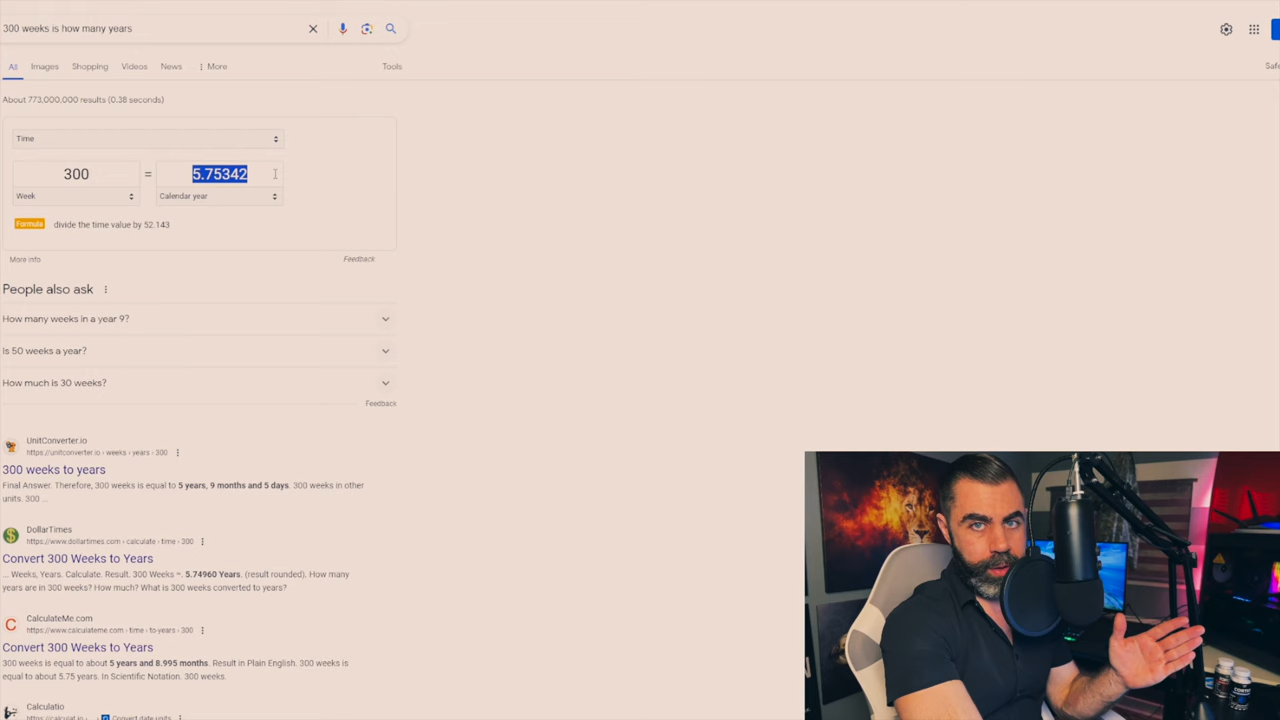 300 weeks is how many years
All Images Shopping Videos News More Tools
Safe
About 773,000,000 results (0.38 seconds)
Time
300 = 5.75342
Week Calendar year
Formula divide the time value by 52.143
More info Feedback
People also ask
How many weeks in a year 9?
Is 50 weeks a year?
How much is 30 weeks?
Feedback
UnitConverter.io
https://unitconverter.io › weeks › years › 300
300 weeks to years
Final Answer. Therefore, 300 weeks is equal to 5 years, 9 months and 5 days. 300 weeks in other
units. 300 ...
DollarTimes
https://www.dollartimes.com › calculate › time › 300
Convert 300 Weeks to Years
... Weeks, Years. Calculate. Result. 300 Weeks =. 5.74960 Years. (result rounded). How many
years are in 300 weeks? How much? What is 300 weeks converted to years?
CalculateMe.com
https://www.calculateme.com › time › to-years › 300
Convert 300 Weeks to Years
300 weeks is equal to about 5 years and 8.995 months. Result in Plain English. 300 weeks is
equal to about 5.75 years. In Scientific Notation. 300 weeks.
Calculatio
Convert date units